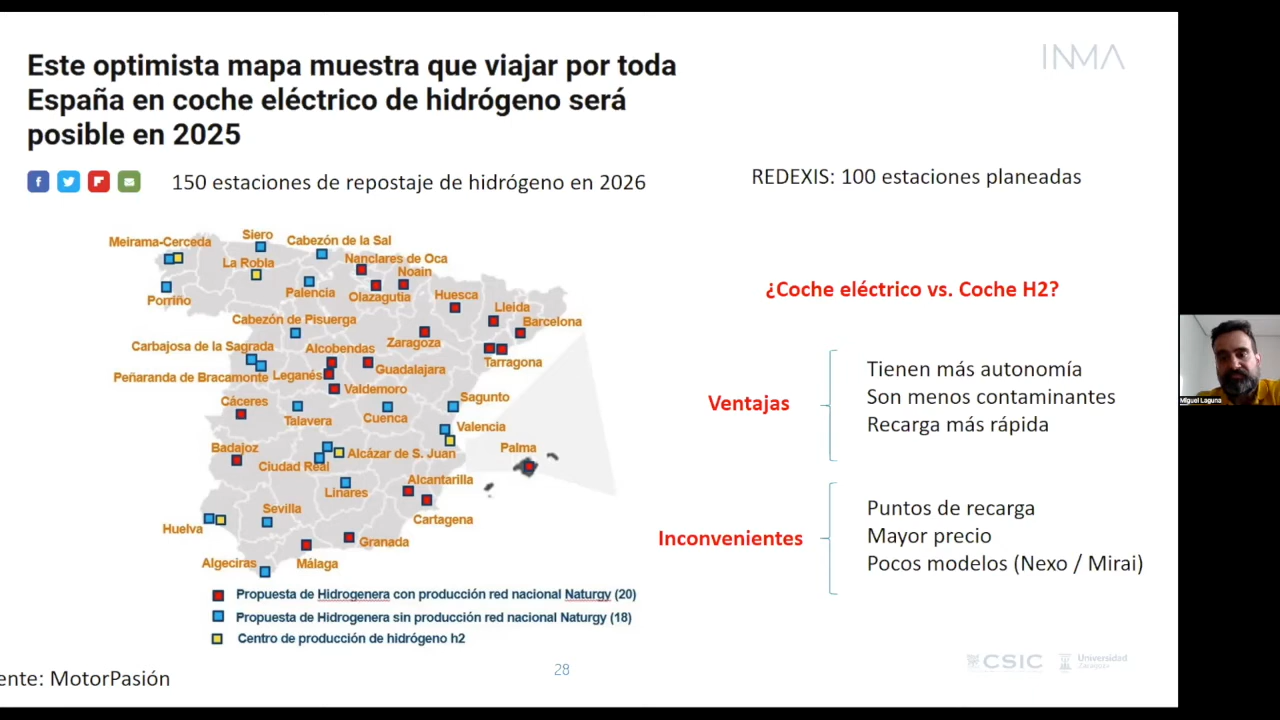 Este optimista mapa muestra que viajar por toda
España en coche eléctrico de hidrógeno será
posible en 2025
INMA
150 estaciones de repostaje de hidrógeno en 2026
REDEXIS: 100 estaciones planeadas
Meirama-Cerceda
Siero
Cabezón de la Sal
La Robla
Nanclares de Oca
Noain
Porriño
Palencia
Olazagutia
Huesca
Lleida
Barcelona
Cabezón de Pisuerga
Zaragoza
Carbajosa de la Sagrada
Alcobendas
Tarragona
Peñaranda de Bracamonte
Leganés
Guadalajara
Valdemoro
Cáceres
Talavera
Cuenca
Sagunto
Valencia
Badajoz
Ciudad Real
Alcázar de S. Juan
Palma
Linares
Alcantarilla
Huelva
Sevilla
Cartagena
Granada
Algeciras
Málaga
Propuesta de Hidrogenera con producción red nacional Naturgy (20)
Propuesta de Hidrogenera sin producción red nacional Naturgy (18)
Centro de producción de hidrógeno h2
¿Coche eléctrico vs. Coche H2?
Ventajas
Tienen más autonomía
Son menos contaminantes
Recarga más rápida
Inconvenientes
Puntos de recarga
Mayor precio
Pocos modelos (Nexo / Mirai)
ente: MotorPasión
28
CSIC
Universidad
Zaragoza
Miguel Laguna